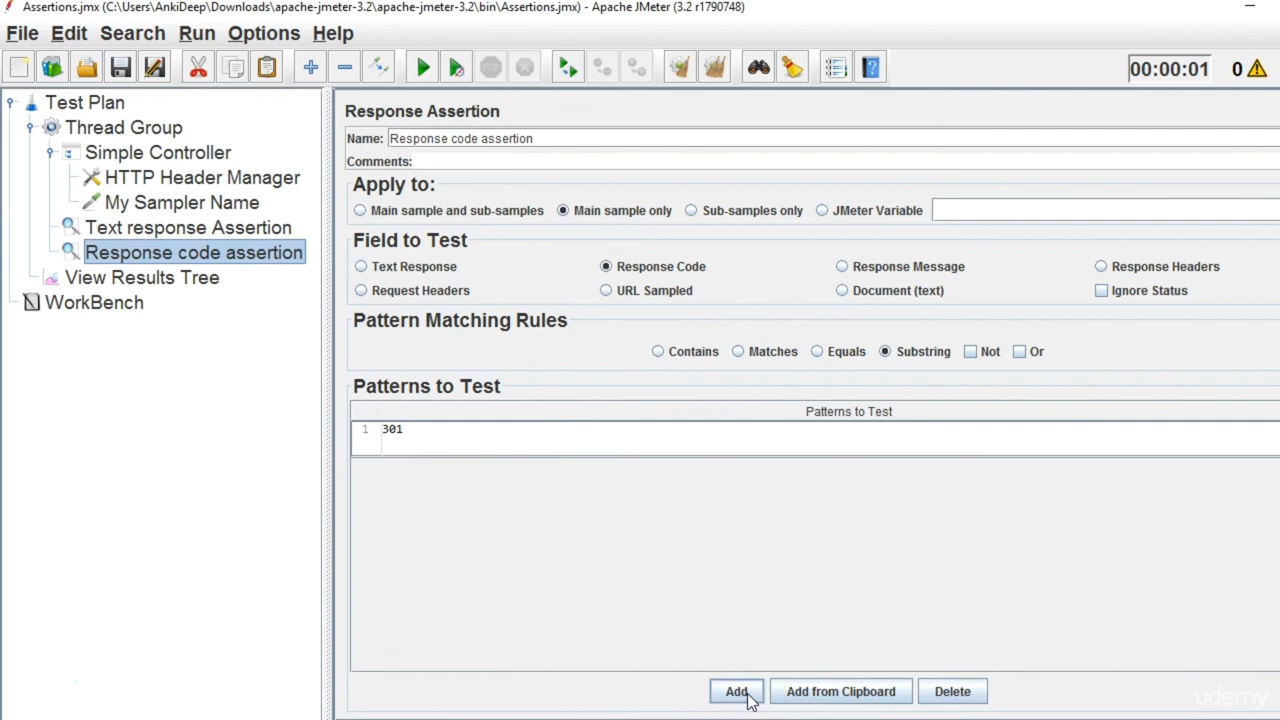 Assertions.jmx (C:\Users\AnkiDeep\Downloads\apache-jmeter-3.2\apache-jmeter-3.2\bin\Assertions.jmx) - Apache JMeter (3.2 r1790748)
File Edit Search Run Options Help
00:00:01 0
Test Plan
Thread Group
Simple Controller
HTTP Header Manager
My Sampler Name
Text response Assertion
Response code assertion
View Results Tree
WorkBench
Response Assertion
Name: Response code assertion
Comments:
Apply to:
Main sample and sub-samples Main sample only Sub-samples only JMeter Variable
Field to Test
Text Response Response Code Response Message Response Headers
Request Headers URL Sampled Document (text) Ignore Status
Pattern Matching Rules
Contains Matches Equals Substring Not Or
Patterns to Test
Patterns to Test
1 301
Add Add from Clipboard Delete
udemy